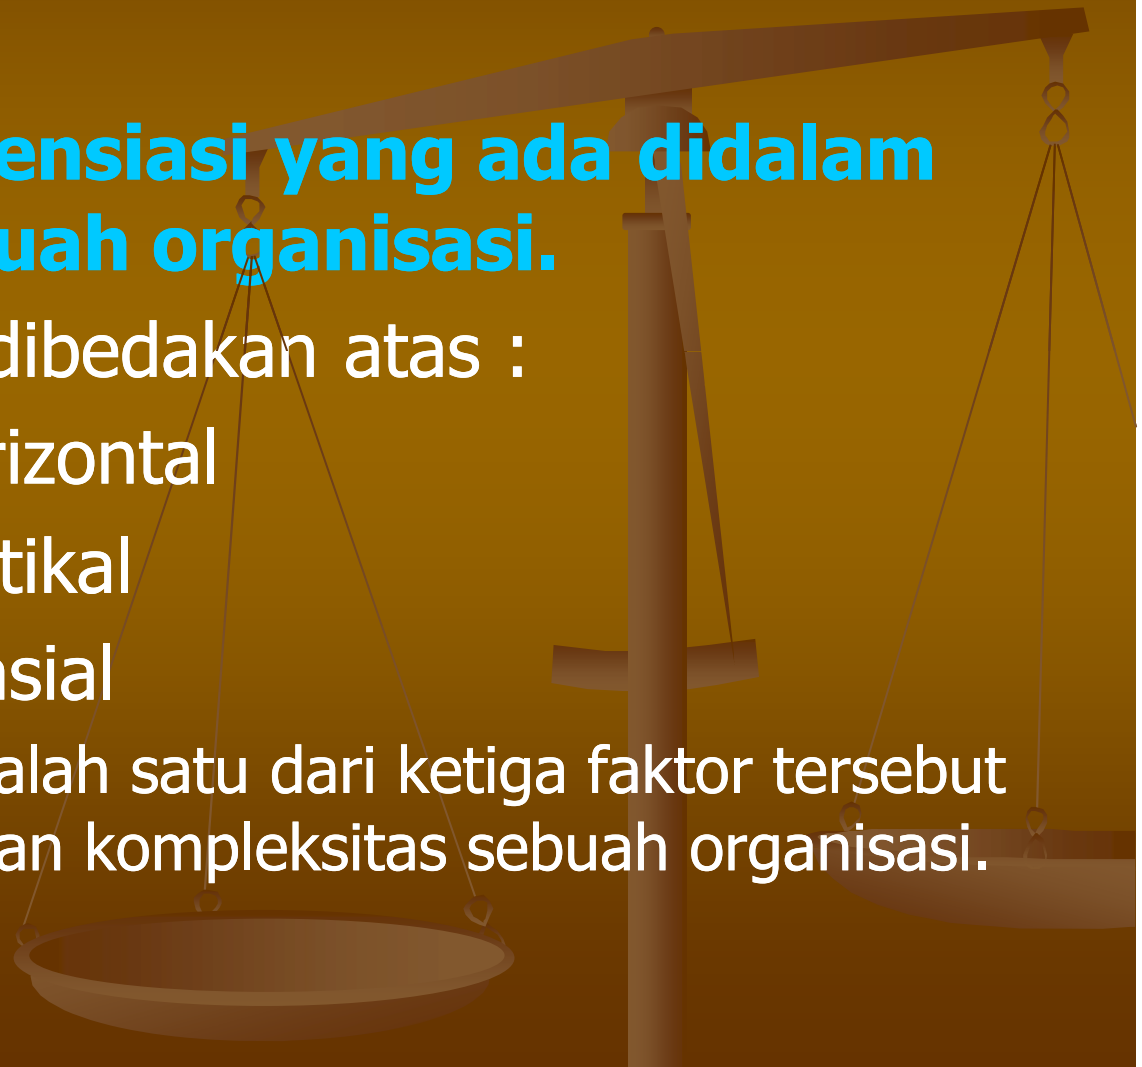 ensiasi yang ada didalam
uah organisasi.
dibedakan atas :
rizontal
tikal
asial
alah satu dari ketiga faktor tersebut
an kompleksitas sebuah organisasi.